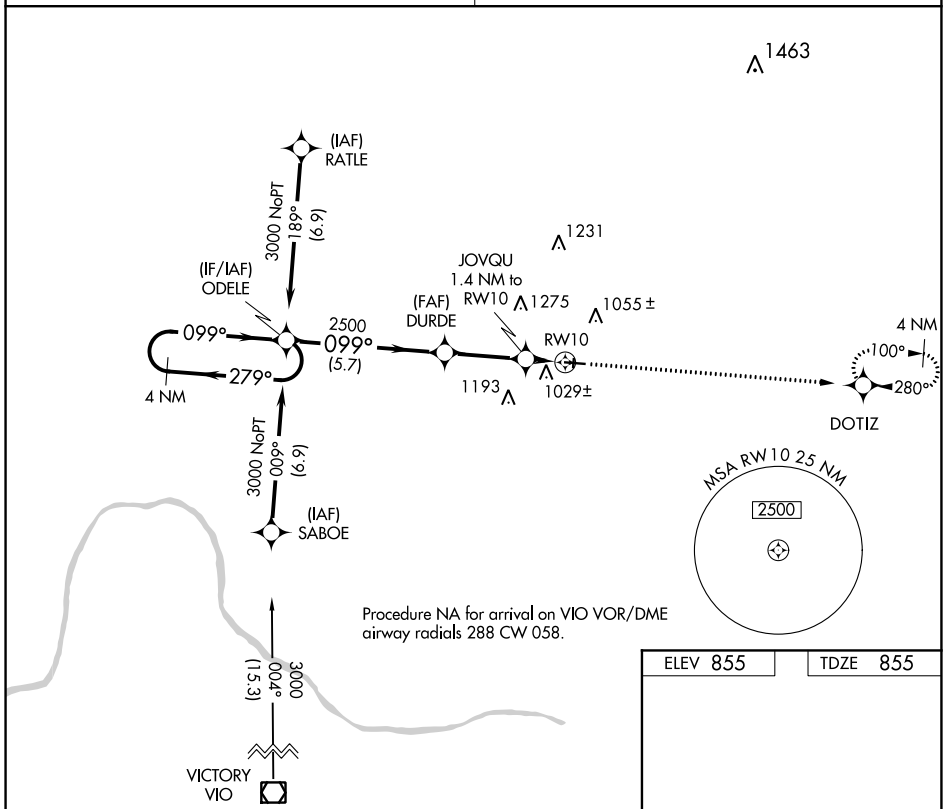 1463
(IAF)
RATLE
3000 NoPT
189°
(6.9)
1231
JOVQU
1.4 NM to
RW10
1275
1055 ±
(IF/IAF)
ODELE
(FAF)
DURDE
RW10
4 NM
099°
2500
099°
(5.7)
100°
279°
280°
4 NM
1193
1029±
DOTIZ
3000 NoPT
009°
(6.9)
MSA RW10 25 NM
2500
(IAF)
SABOE
Procedure NA for arrival on VIO VOR/DME
airway radials 288 CW 058.
3000
004°
(15.3)
ELEV 855
TDZE 855
VICTORY
VIO